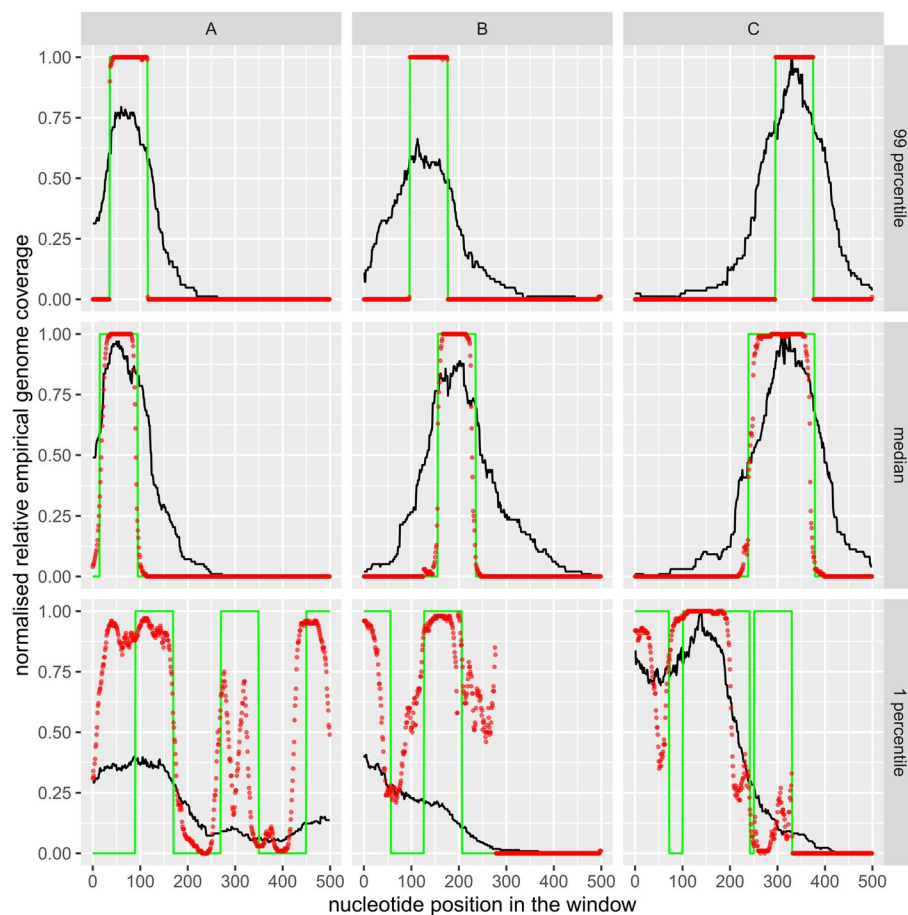 A B C
1.00
0.75
0.50
0.25
0.00
99 percentile
1.00
0.75
0.50
0.25
0.00
median
1.00
0.75
0.50
0.25
0.00
1 percentile
normalised relative empirical genome coverage
0 100 200 300 400 500 0 100 200 300 400 500 0 100 200 300 400 500
nucleotide position in the window